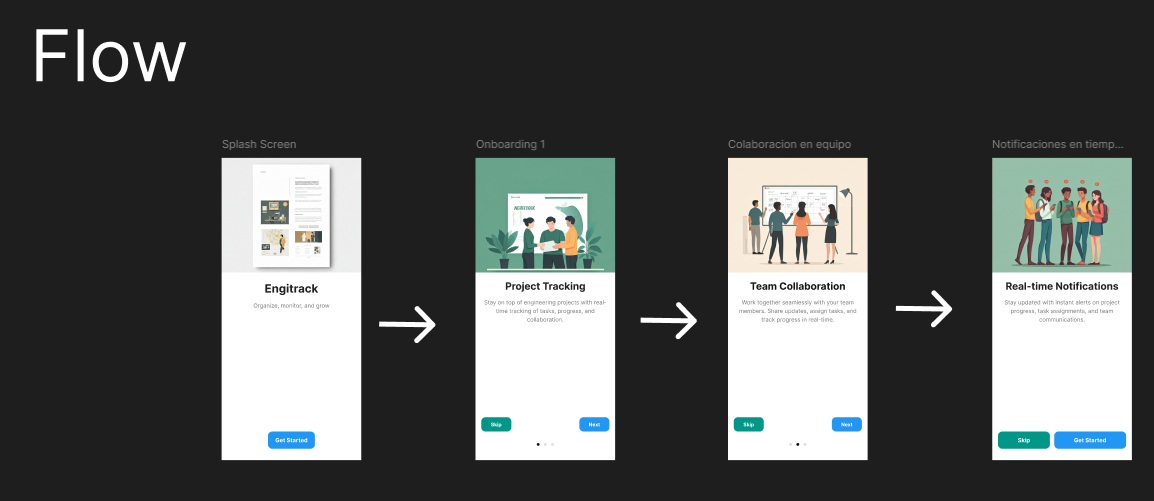 Flow
Splash Screen
Engitrack
Organize, monitor, and grow
Get Started
Onboarding 1
Project Tracking
Stay on top of engineering projects with real-
time tracking of tasks, progress, and
collaboration.
Skip
Next
Colaboracion en equipo
Team Collaboration
Work together seamlessly with your team
members. Share updates, assign tasks, and
track progress in real-time.
Skip
Next
Notificaciones en tiemp...
Real-time Notifications
Stay updated with instant alerts on project
progress, task assignments, and team
communications.
Skip
Get Started